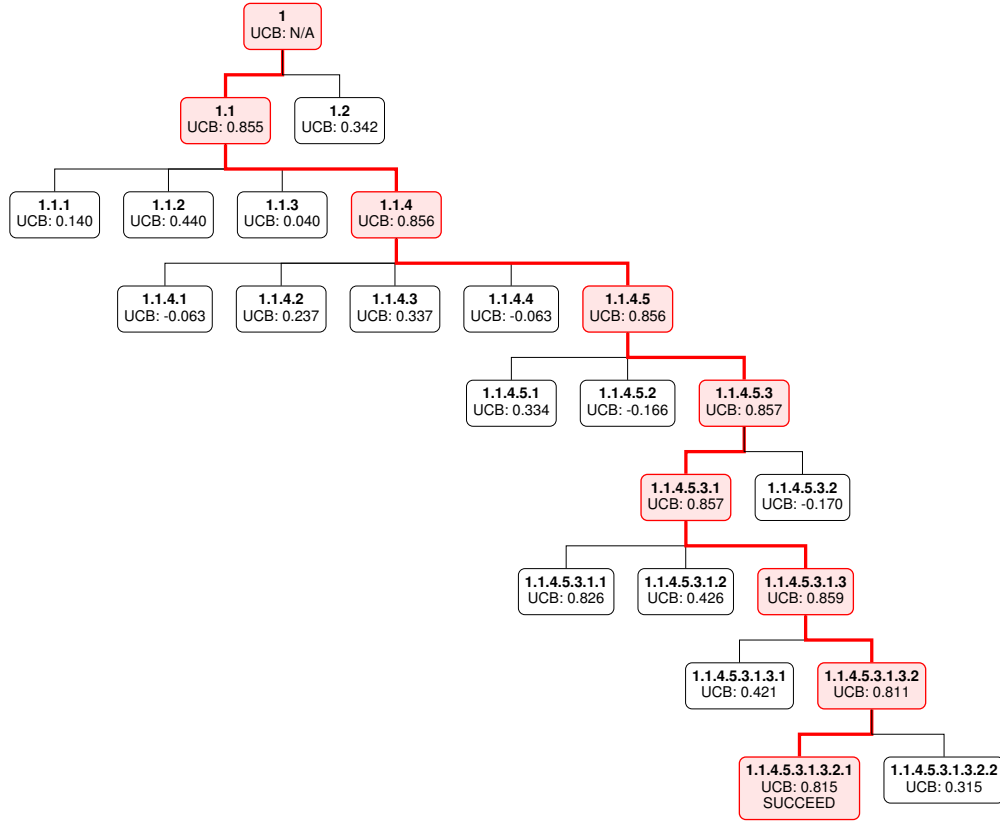 1
UCB: N/A
1.1
UCB: 0.855
1.2
UCB: 0.342
1.1.1
UCB: 0.140
1.1.2
UCB: 0.440
1.1.3
UCB: 0.040
1.1.4
UCB: 0.856
1.1.4.1
UCB: -0.063
1.1.4.2
UCB: 0.237
1.1.4.3
UCB: 0.337
1.1.4.4
UCB: -0.063
1.1.4.5
UCB: 0.856
1.1.4.5.1
UCB: 0.334
1.1.4.5.2
UCB: -0.166
1.1.4.5.3
UCB: 0.857
1.1.4.5.3.1
UCB: 0.857
1.1.4.5.3.2
UCB: -0.170
1.1.4.5.3.1.1
UCB: 0.826
1.1.4.5.3.1.2
UCB: 0.426
1.1.4.5.3.1.3
UCB: 0.859
1.1.4.5.3.1.3.1
UCB: 0.421
1.1.4.5.3.1.3.2
UCB: 0.811
1.1.4.5.3.1.3.2.1
UCB: 0.815
SUCCEED
1.1.4.5.3.1.3.2.2
UCB: 0.315